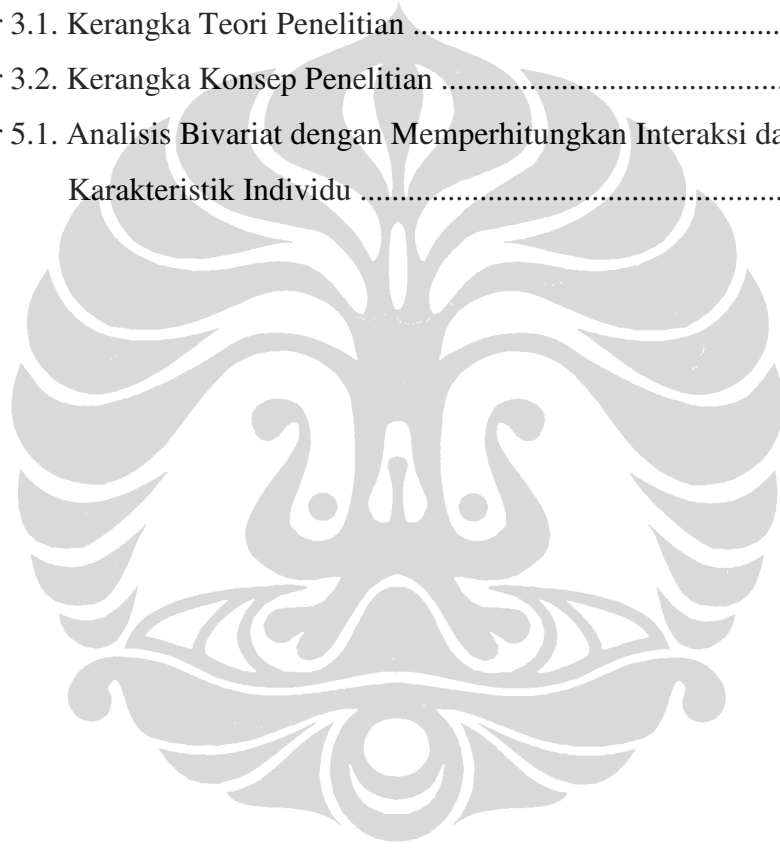 r 3.1. Kerangka Teori Penelitian ............................................
r 3.2. Kerangka Konsep Penelitian .........................................
r 5.1. Analisis Bivariat dengan Memperhitungkan Interaksi da
Karakteristik Individu ...................................................